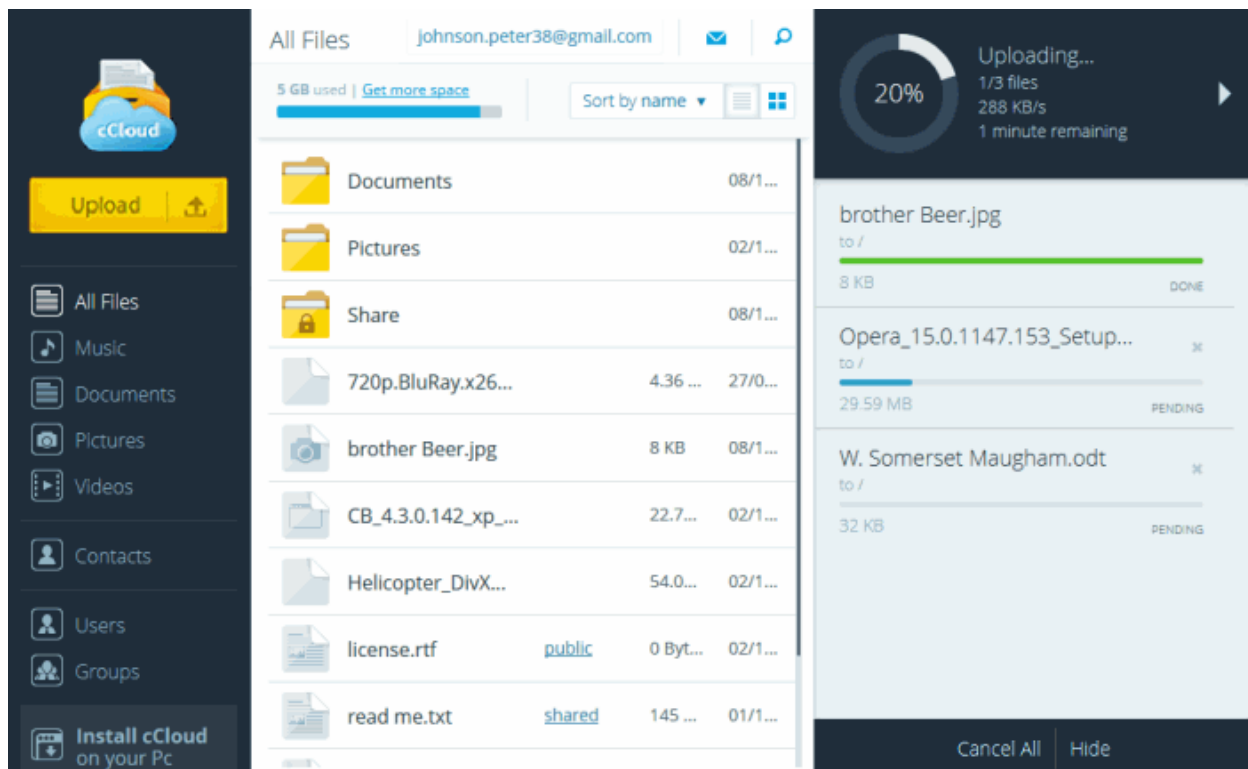 cCloud
Upload
All Files
Music
Documents
Pictures
Videos
Contacts
Users
Groups
Install cCloud
on your Pc
All Files
johnson.peter38@gmail.com
5 GB used | Get more space
Sort by name
Documents 08/1...
Pictures 02/1...
Share 08/1...
720p.BluRay.x26... 4.36 ... 27/0...
brother Beer.jpg 8 KB 08/1...
CB_4.3.0.142_xp_... 22.7... 02/1...
Helicopter_DivX... 54.0... 02/1...
license.rtf public 0 Byt... 02/1...
read me.txt shared 145 ... 01/1...
20%
Uploading...
1/3 files
288 KB/s
1 minute remaining
brother Beer.jpg
to /
8 KB DONE
Opera_15.0.1147.153_Setup...
to /
29.59 MB PENDING
W. Somerset Maugham.odt
to /
32 KB PENDING
Cancel All Hide